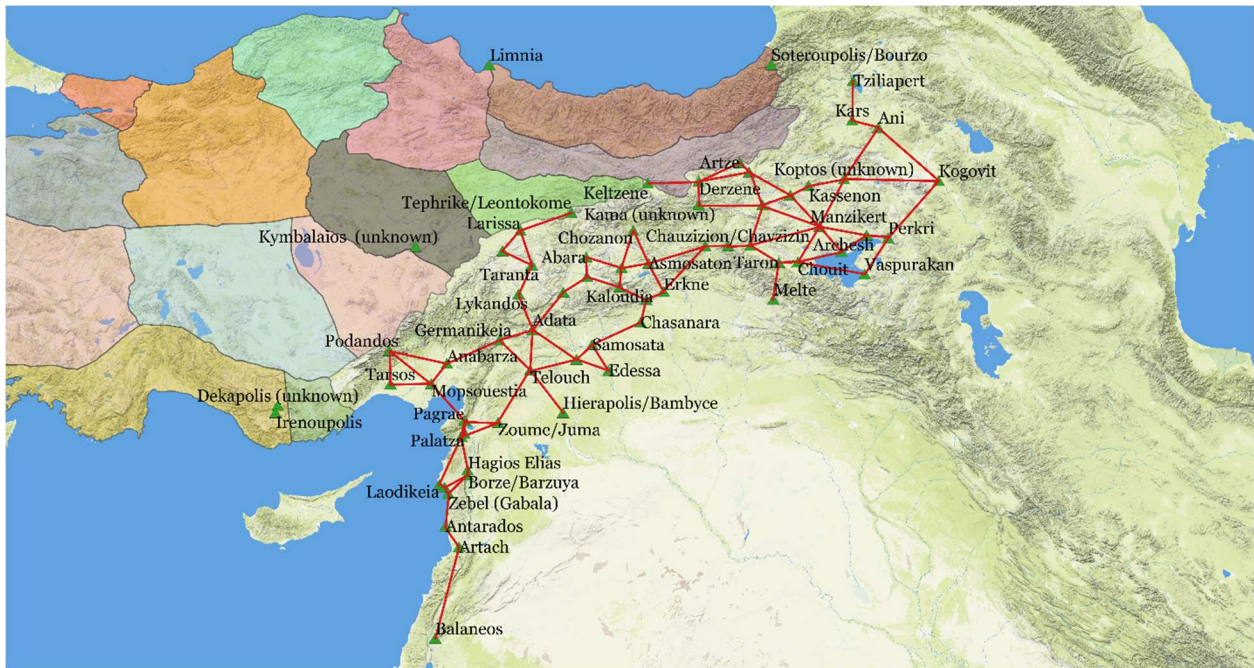 Limnia
Soteroupolis/Bourzo
Tziliapert
Kars
Ani
Artze
Koptos (unknown)
Kogovit
Keltzene
Derzene
Kassenon
Tephrike/Leontokome
Kama (unknown)
Manzikert
Larissa
Chozanon
Chauzizion/Chavzizin
Perkri
Kymbalaios (unknown)
Archesh
Abara
Asmosaton
Taron
Chouit
Vaspurakan
Taranta
Lykandos
Kaloudia
Erkne
Melte
Germanikeia
Adata
Chasanara
Podandos
Anabarza
Samosata
Tarsos
Mopsouestia
Telouch
Edessa
Dekapolis (unknown)
Pagrae
Hierapolis/Bambyce
Irenoupolis
Zoume/Juma
Palatza
Hagios Elias
Borze/Barzuya
Laodikeia
Zebel (Gabala)
Antarados
Artach
Balaneos